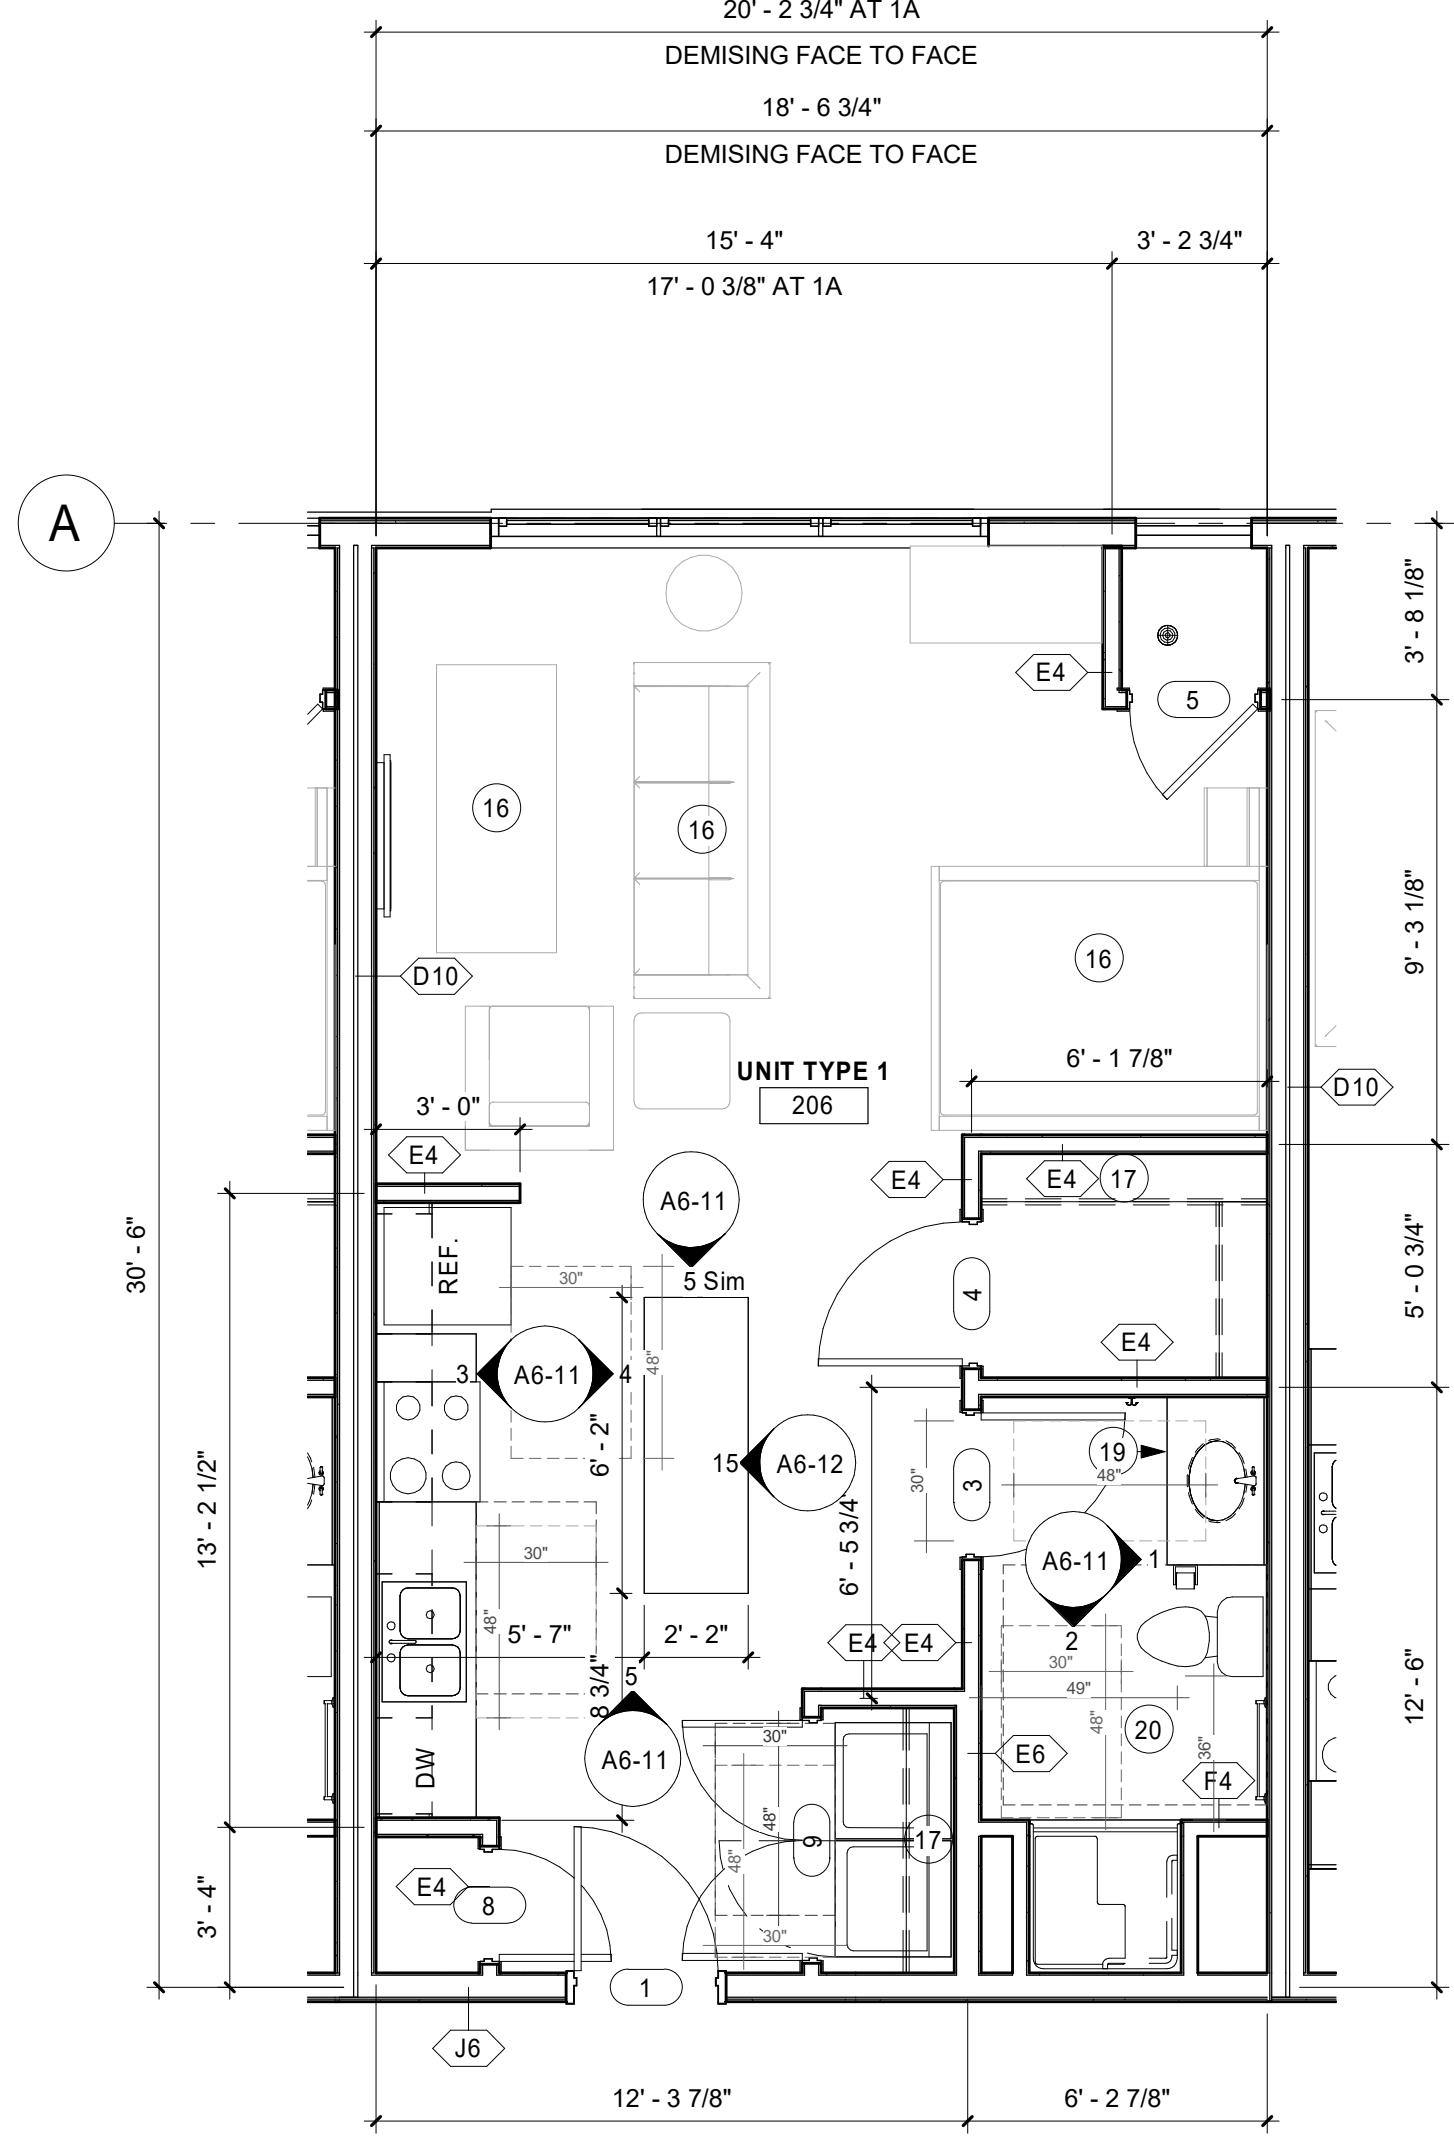 20' - 2 3/4" AT 1A
DEMISING FACE TO FACE
18' - 6 3/4"
DEMISING FACE TO FACE
15' - 4"
3' - 2 3/4"
17' - 0 3/8" AT 1A
A
3' - 8 1/8"
E4
5
16
16
9' - 3 1/8"
16
D10
6' - 1 7/8"
UNIT TYPE 1
206
D10
3' - 0"
E4
E4
E4
17
A6-11
5 Sim
30' - 6"
REF.
30"
4
5' - 0 3/4"
E4
3
A6-11
4
48"
6' - 2"
15
A6-12
19
48"
30"
3
13' - 2 1/2"
6' - 5 3/4"
30"
A6-11
1
2
48"
5' - 7"
2' - 2"
E4
E4
30"
49"
48"
20
36"
12' - 6"
5
8 3/4"
A6-11
DW
30"
E6
F4
48"
48"
9
17
30"
E4
8
3' - 4"
1
J6
12' - 3 7/8"
6' - 2 7/8"